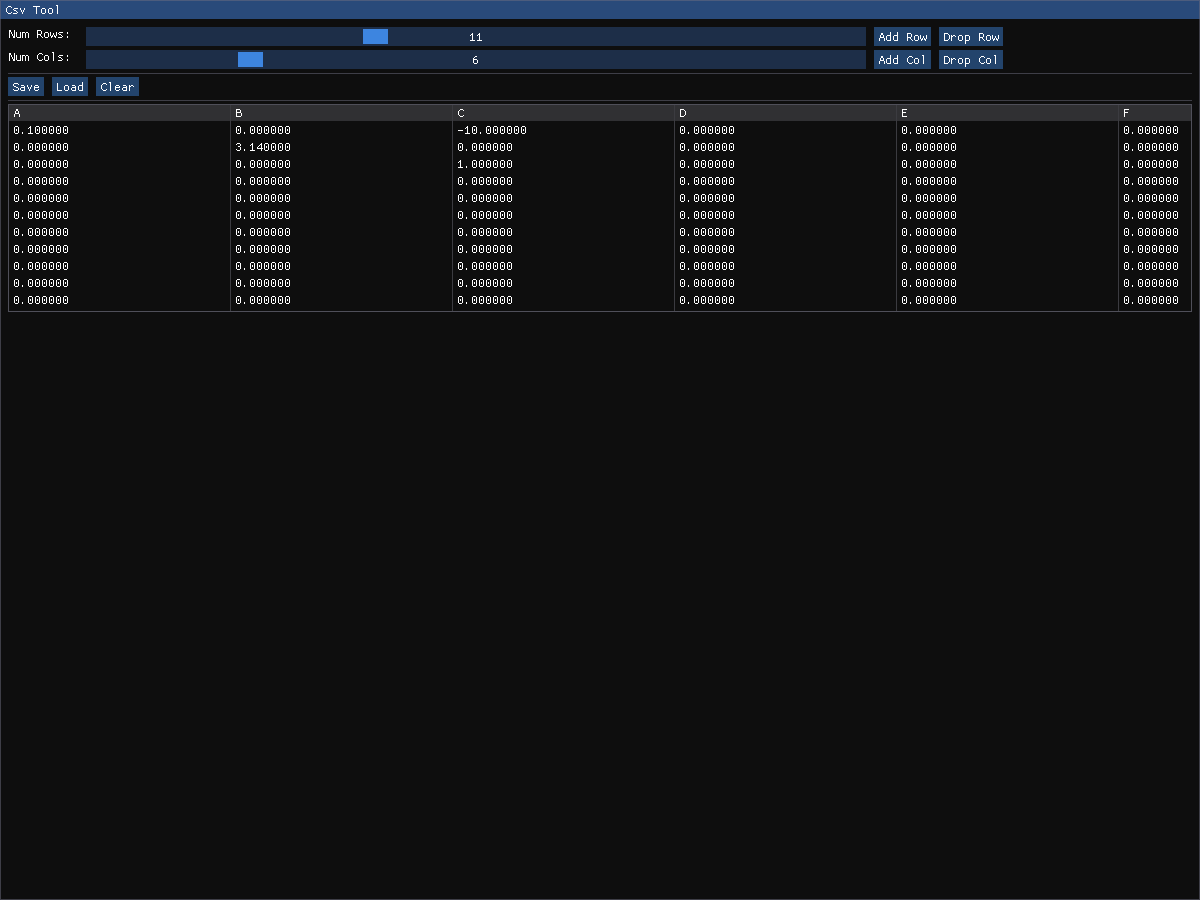 Csv Tool
Num Rows: 11 Add Row Drop Row
Num Cols: 6 Add Col Drop Col
Save Load Clear
A B C D E F
0.100000 0.000000 -10.000000 0.000000 0.000000 0.000000
0.000000 3.140000 0.000000 0.000000 0.000000 0.000000
0.000000 0.000000 1.000000 0.000000 0.000000 0.000000
0.000000 0.000000 0.000000 0.000000 0.000000 0.000000
0.000000 0.000000 0.000000 0.000000 0.000000 0.000000
0.000000 0.000000 0.000000 0.000000 0.000000 0.000000
0.000000 0.000000 0.000000 0.000000 0.000000 0.000000
0.000000 0.000000 0.000000 0.000000 0.000000 0.000000
0.000000 0.000000 0.000000 0.000000 0.000000 0.000000
0.000000 0.000000 0.000000 0.000000 0.000000 0.000000
0.000000 0.000000 0.000000 0.000000 0.000000 0.000000